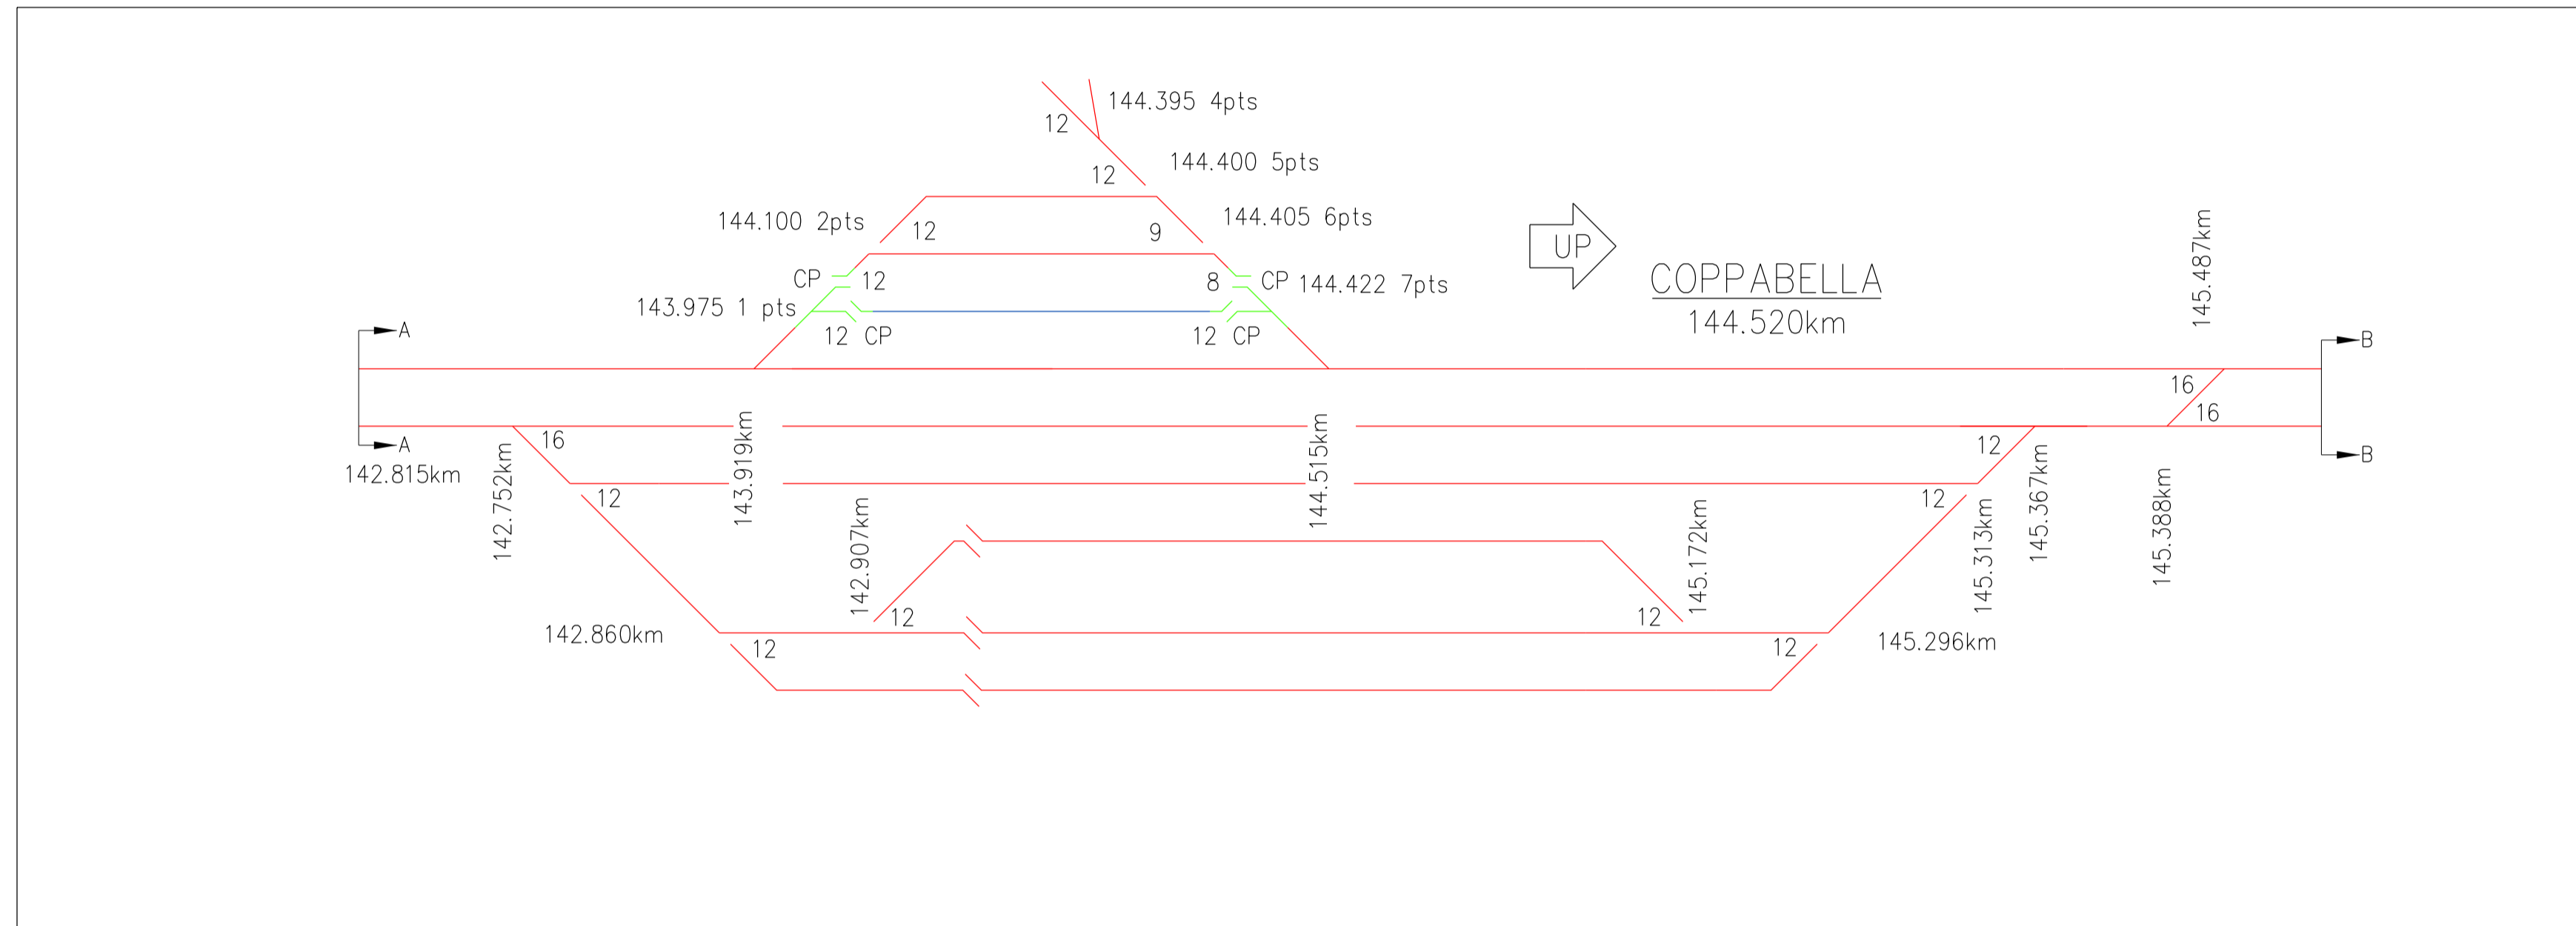 144.395 4pts
12
144.400 5pts
12
144.100 2pts
12
9
144.405 6pts
UP
COPPABELLA
144.520km
145.487km
CP
12
8
CP
144.422 7pts
143.975 1 pts
12 CP
12 CP
A
B
16
16
A
B
142.815km
142.752km
16
12
143.919km
144.515km
12
12
145.313km
145.367km
145.388km
142.907km
145.172km
12
12
142.860km
12
12
145.296km